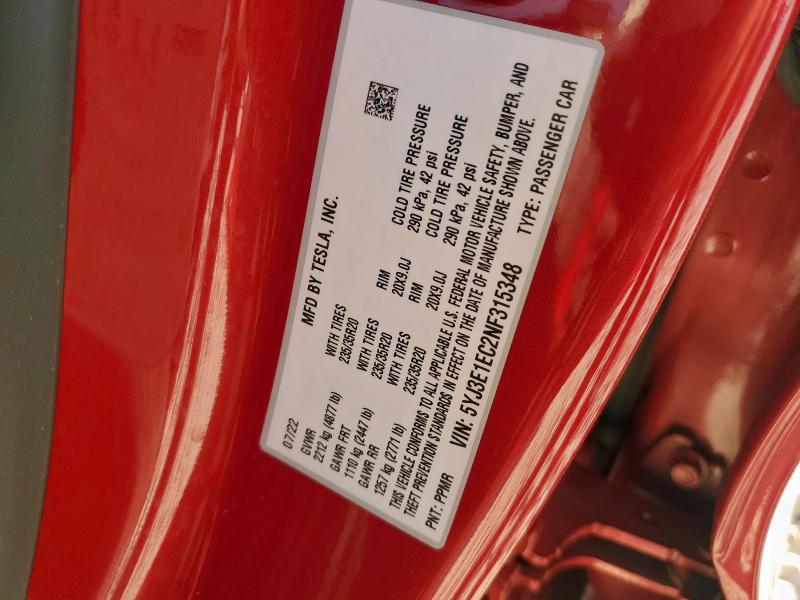 07/22 MFD BY TESLA, INC.
GVWR WITH TIRES
2212 kg (4877 lb) 235/35R20
GAWR FRT WITH TIRES RIM COLD TIRE PRESSURE
1110 kg (2447 lb) 235/35R20 20X9.0J 290 kPa, 42 psi
GAWR RR WITH TIRES RIM COLD TIRE PRESSURE
1257 kg (2771 lb) 235/35R20 20X9.0J 290 kPa, 42 psi
THIS VEHICLE CONFORMS TO ALL APPLICABLE U.S. FEDERAL MOTOR VEHICLE SAFETY, BUMPER, AND
THEFT PREVENTION STANDARDS IN EFFECT ON THE DATE OF MANUFACTURE SHOWN ABOVE.
PNT: PPMR VIN: 5YJ3E1EC2NF315348 TYPE: PASSENGER CAR